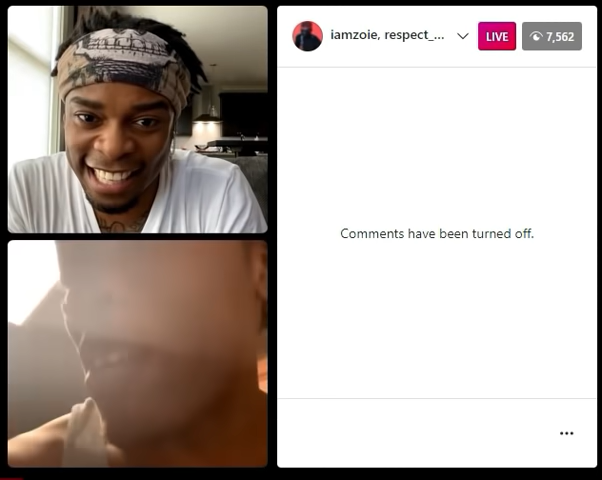 iamzoie, respect_...
LIVE
7,562
Comments have been turned off.